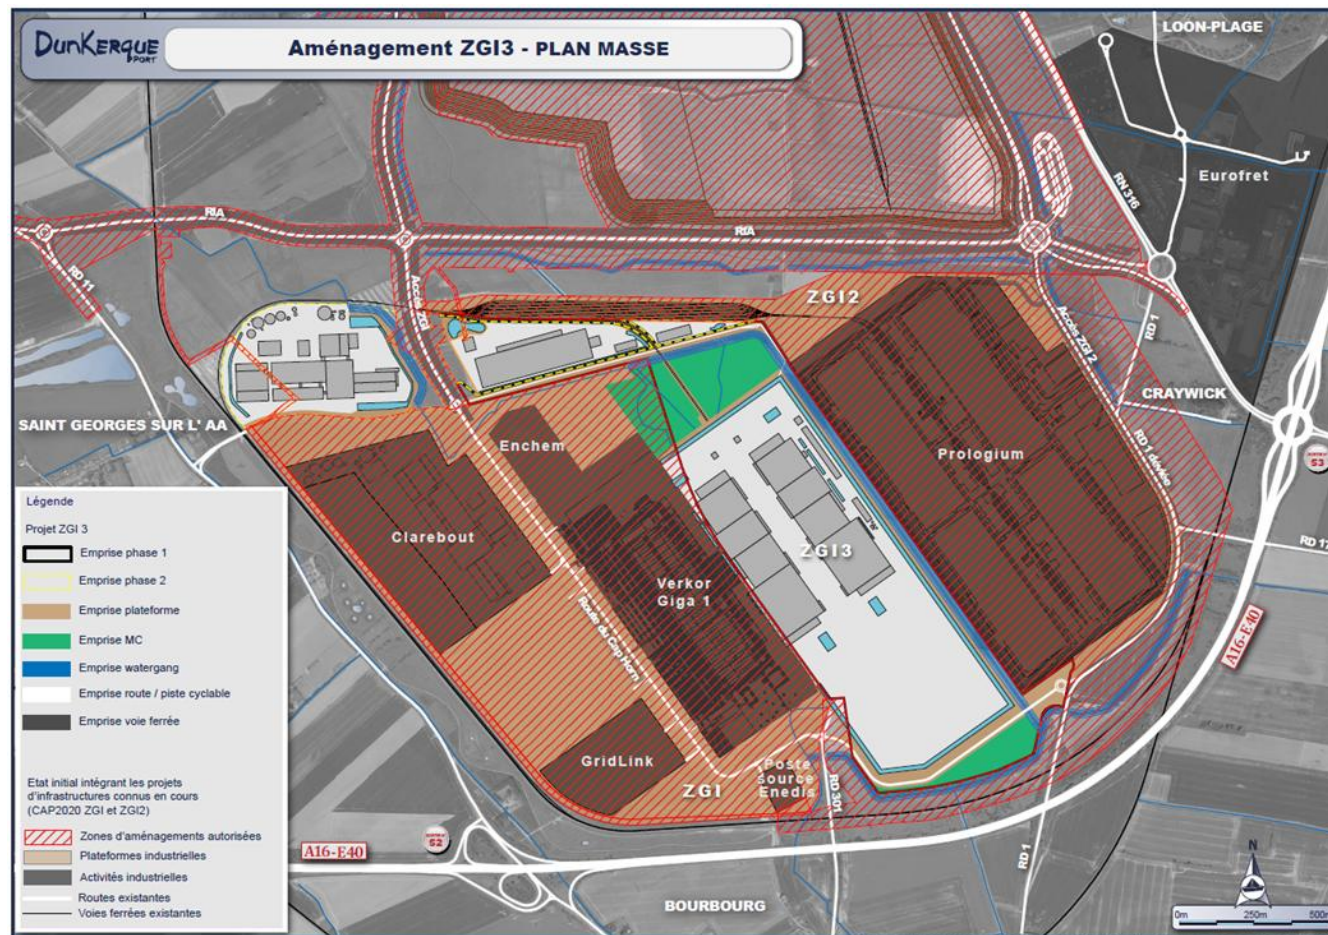 DunKerque
PORT
Aménagement ZGI3 - PLAN MASSE
LOON-PLAGE
Eurofret
RN 316
RIA
RIA
RD 11
Accès ZGI
ZGI2
Accès ZGI 2
RD 1
CRAYWICK
SAINT GEORGES SUR L' AA
Enchem
Prologium
RD 1 déviée
53
Clarebout
ZGI3
RD 17
Verkor
Giga 1
Route du Cap Horn
A16-E40
GridLink
ZGI
Poste
source
Enedis
RD 301
RD 1
52
A16-E40
BOURBOURG
Légende
Projet ZGI 3
Emprise phase 1
Emprise phase 2
Emprise plateforme
Emprise MC
Emprise watergang
Emprise route / piste cyclable
Emprise voie ferrée
Etat initial intégrant les projets
d'infrastructures connus en cours
(CAP2020 ZGI et ZGI2)
Zones d'aménagements autorisées
Plateformes industrielles
Activités industrielles
Routes existantes
Voies ferrées existantes
N
0m 250m 500m